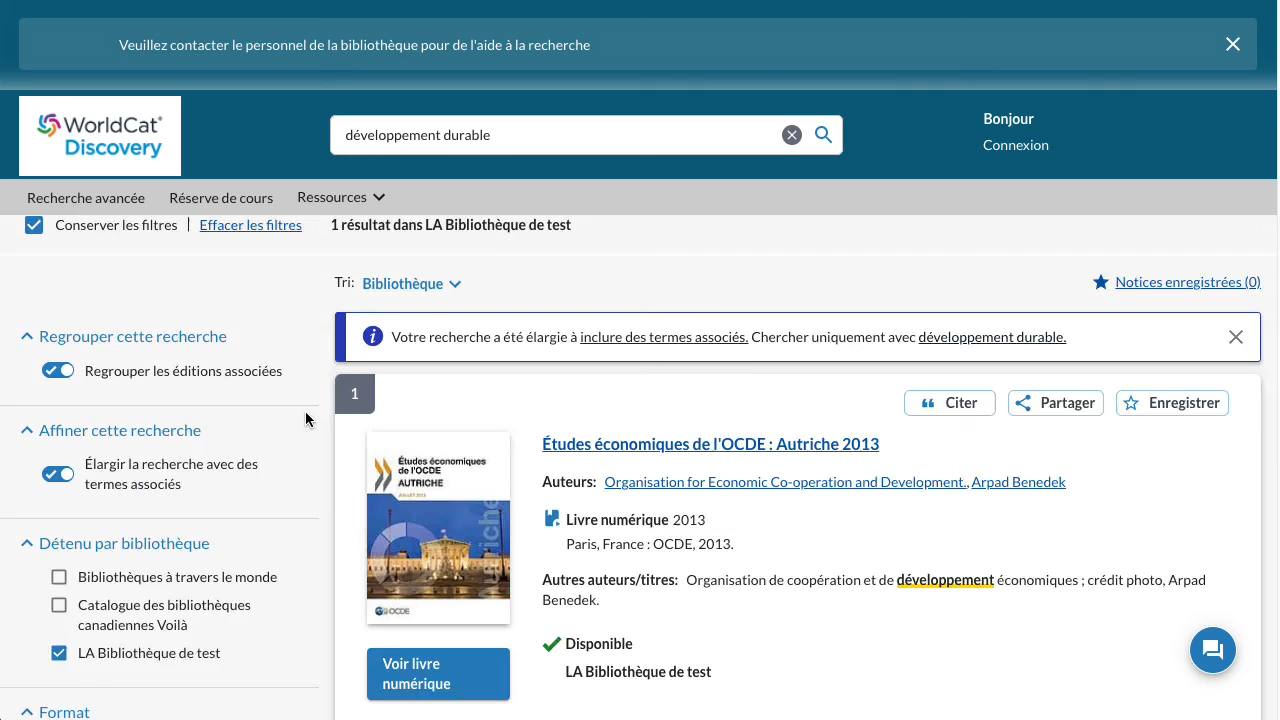 Veuillez contacter le personnel de la bibliothèque pour de l'aide à la recherche
WorldCat®
Discovery
développement durable
Bonjour
Connexion
Recherche avancée Réserve de cours Ressources
Conserver les filtres | Effacer les filtres
1 résultat dans LA Bibliothèque de test
Tri: Bibliothèque
Notices enregistrées (0)
Regrouper cette recherche
Regrouper les éditions associées
Affiner cette recherche
Élargir la recherche avec des
termes associés
Détenu par bibliothèque
Bibliothèques à travers le monde
Catalogue des bibliothèques
canadiennes Voilà
LA Bibliothèque de test
Format
Votre recherche a été élargie à inclure des termes associés. Chercher uniquement avec développement durable.
1
Citer Partager Enregistrer
Études économiques
de l'OCDE
AUTRICHE
JUILLET 2013
OCDE
Voir livre
numérique
Études économiques de l'OCDE : Autriche 2013
Auteurs: Organisation for Economic Co-operation and Development., Arpad Benedek
Livre numérique 2013
Paris, France : OCDE, 2013.
Autres auteurs/titres: Organisation de coopération et de développement économiques ; crédit photo, Arpad
Benedek.
Disponible
LA Bibliothèque de test